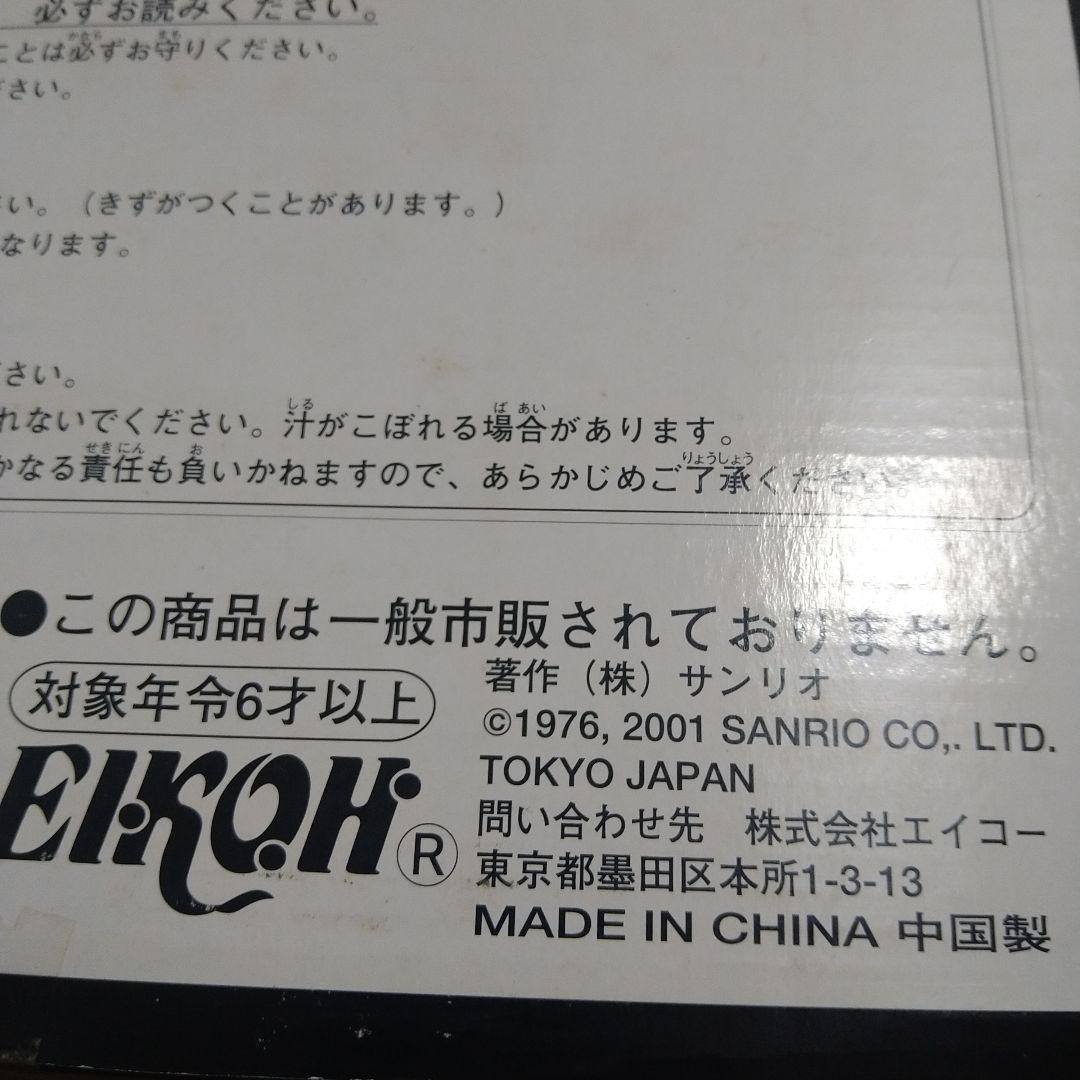 必ずお読みください。
ことは必ずお守りください。
ださい。
さい。（きずがつくことがあります。）
なります。
ださい。
れないでください。汁がこぼれる場合があります。
かなる責任も負いかねますので、あらかじめご了承ください。
●この商品は一般市販されておりません。
対象年令6才以上
著作（株）サンリオ
©1976, 2001 SANRIO CO,. LTD.
TOKYO JAPAN
EIKOH®
問い合わせ先　株式会社エイコー
東京都墨田区本所1-3-13
MADE IN CHINA 中国製